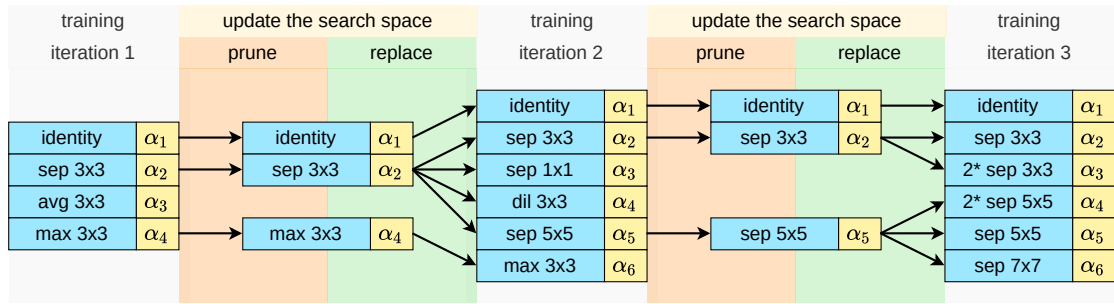 training update the search space training update the search space training
iteration 1 prune replace iteration 2 prune replace iteration 3
identity α1 identity α1 identity α1 identity α1 identity α1
sep 3x3 α2 sep 3x3 α2 sep 3x3 α2 sep 3x3 α2 sep 3x3 α2
avg 3x3 α3 sep 1x1 α3 2* sep 3x3 α3
dil 3x3 α4 2* sep 5x5 α4
max 3x3 α4 max 3x3 α4 sep 5x5 α5 sep 5x5 α5 sep 5x5 α5
max 3x3 α6 sep 7x7 α6